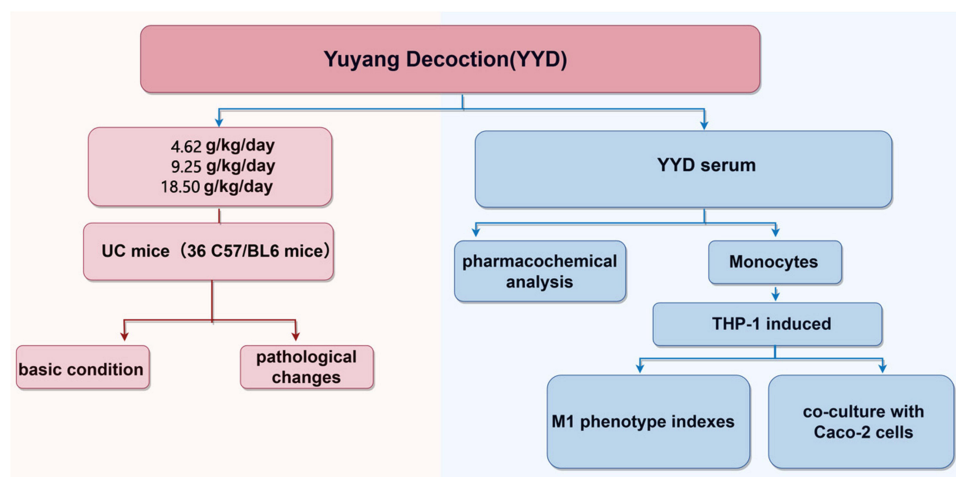 Yuyang Decoction(YYD)
4.62 g/kg/day
9.25 g/kg/day
18.50 g/kg/day
UC mice（36 C57/BL6 mice）
basic condition
pathological
changes
YYD serum
pharmacochemical
analysis
Monocytes
THP-1 induced
M1 phenotype indexes
co-culture with
Caco-2 cells